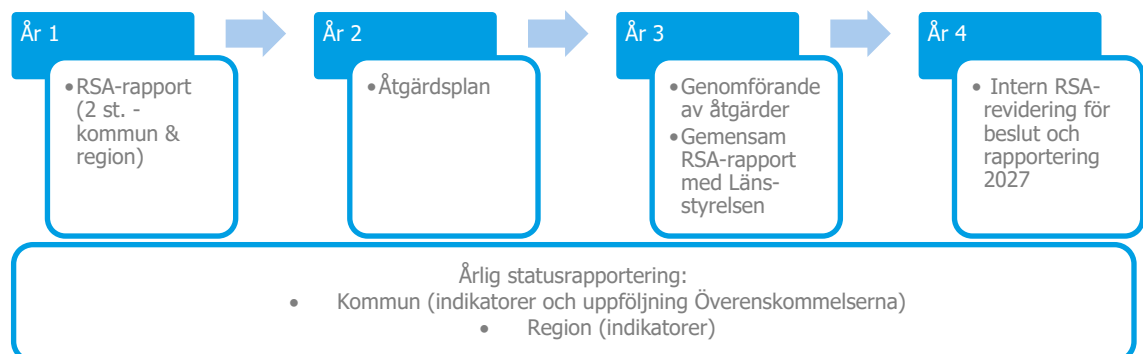 År 1
•RSA-rapport
(2 st. -
kommun &
region)
År 2
•Åtgärdsplan
År 3
•Genomförande
av åtgärder
•Gemensam
RSA-rapport
med Läns-
styrelsen
År 4
• Intern RSA-
revidering för
beslut och
rapportering
2027
Årlig statusrapportering:
• Kommun (indikatorer och uppföljning Överenskommelserna)
• Region (indikatorer)